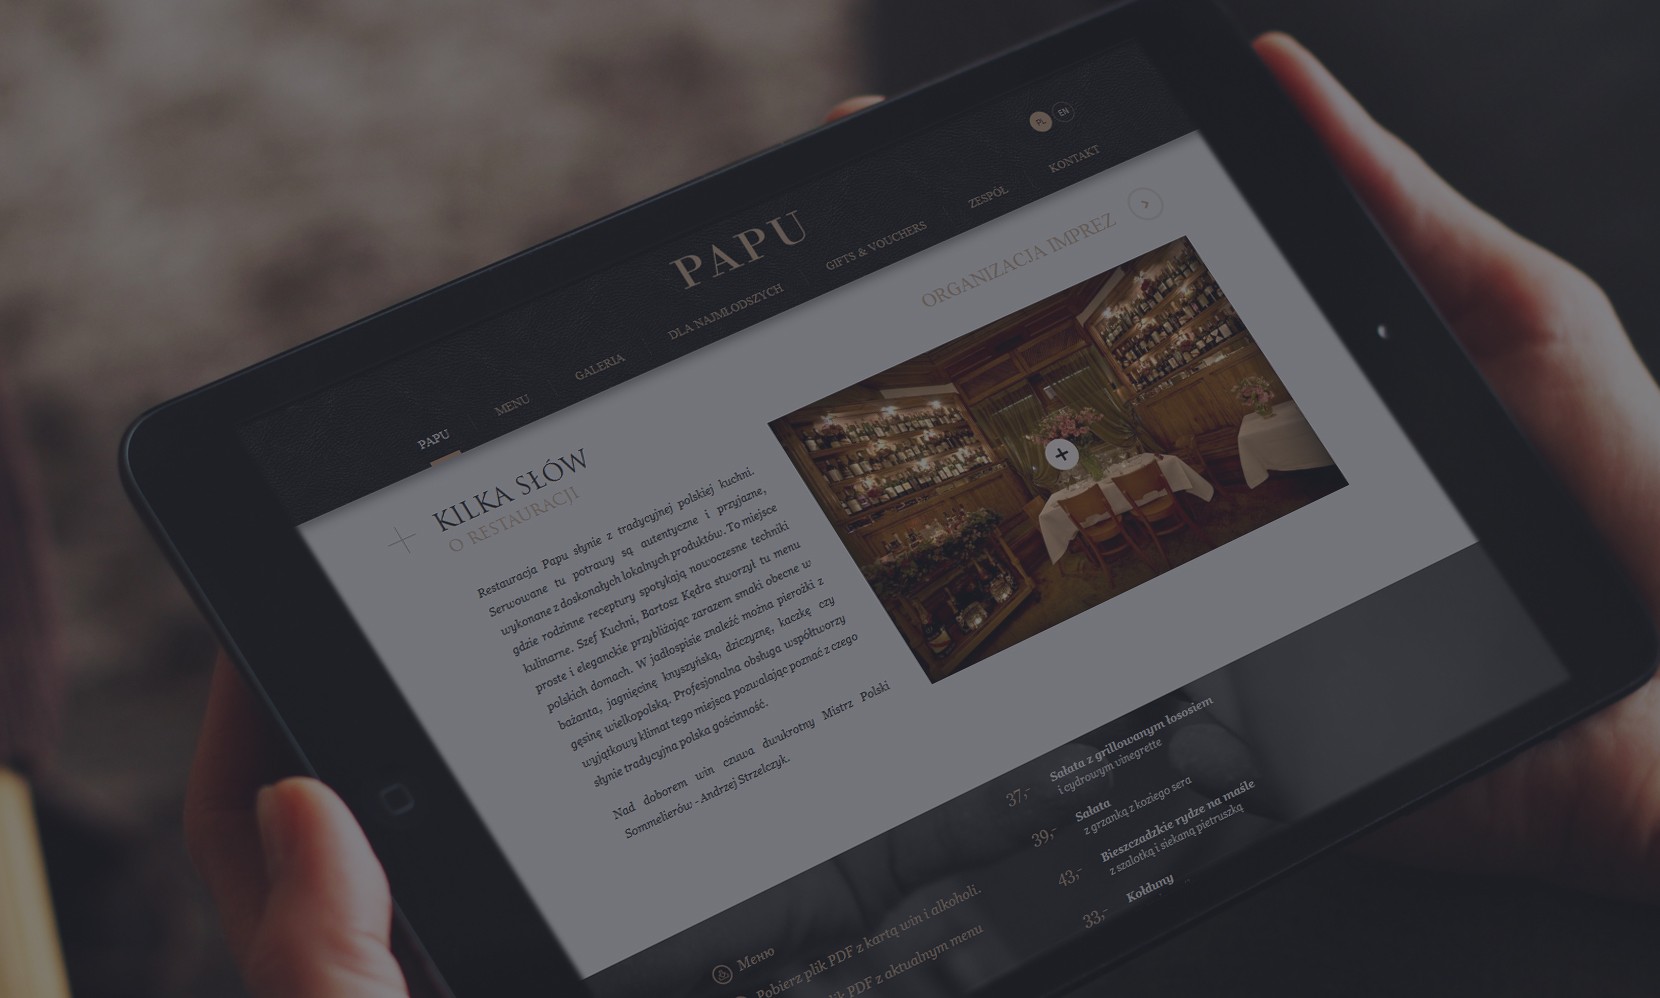 PL EN
PAPU
PAPU MENU GALERIA DLA NAJMŁODSZYCH GIFTS & VOUCHERS ZESPÓŁ KONTAKT
KILKA SŁÓW
O RESTAURACJI
ORGANIZACJA IMPREZ
Restauracja Papu słynie z tradycyjnej polskiej kuchni.
Serwowane tu potrawy są autentyczne i przyjazne,
wykonane z doskonałych lokalnych produktów. To miejsce
gdzie rodzinne receptury spotykają nowoczesne techniki
kulinarne. Szef Kuchni, Bartosz Kędra stworzył tu menu
proste i eleganckie przybliżając zarazem smaki obecne w
polskich domach. W jadłospisie znaleźć można pierożki z
bażanta, jagnięcinę knyszyńską, dziczyznę, kaczkę czy
gęsinę wielkopolską. Profesjonalna obsługa współtworzy
wyjątkowy klimat tego miejsca pozwalając poznać z czego
słynie tradycyjna polska gościnność.
Nad doborem win czuwa dwukrotny Mistrz Polski
Sommelierów - Andrzej Strzelczyk.
Меню
Pobierz plik PDF z kartą win i alkoholi.
PDF z aktualnym menu
37,- Sałata z grillowanym łososiem
i cydrowym vinegrette
39,- Sałata
z grzanką z koziego sera
43,- Bieszczadzkie rydze na maśle
z szalotką i siekaną pietruszką
33,- Kołduny